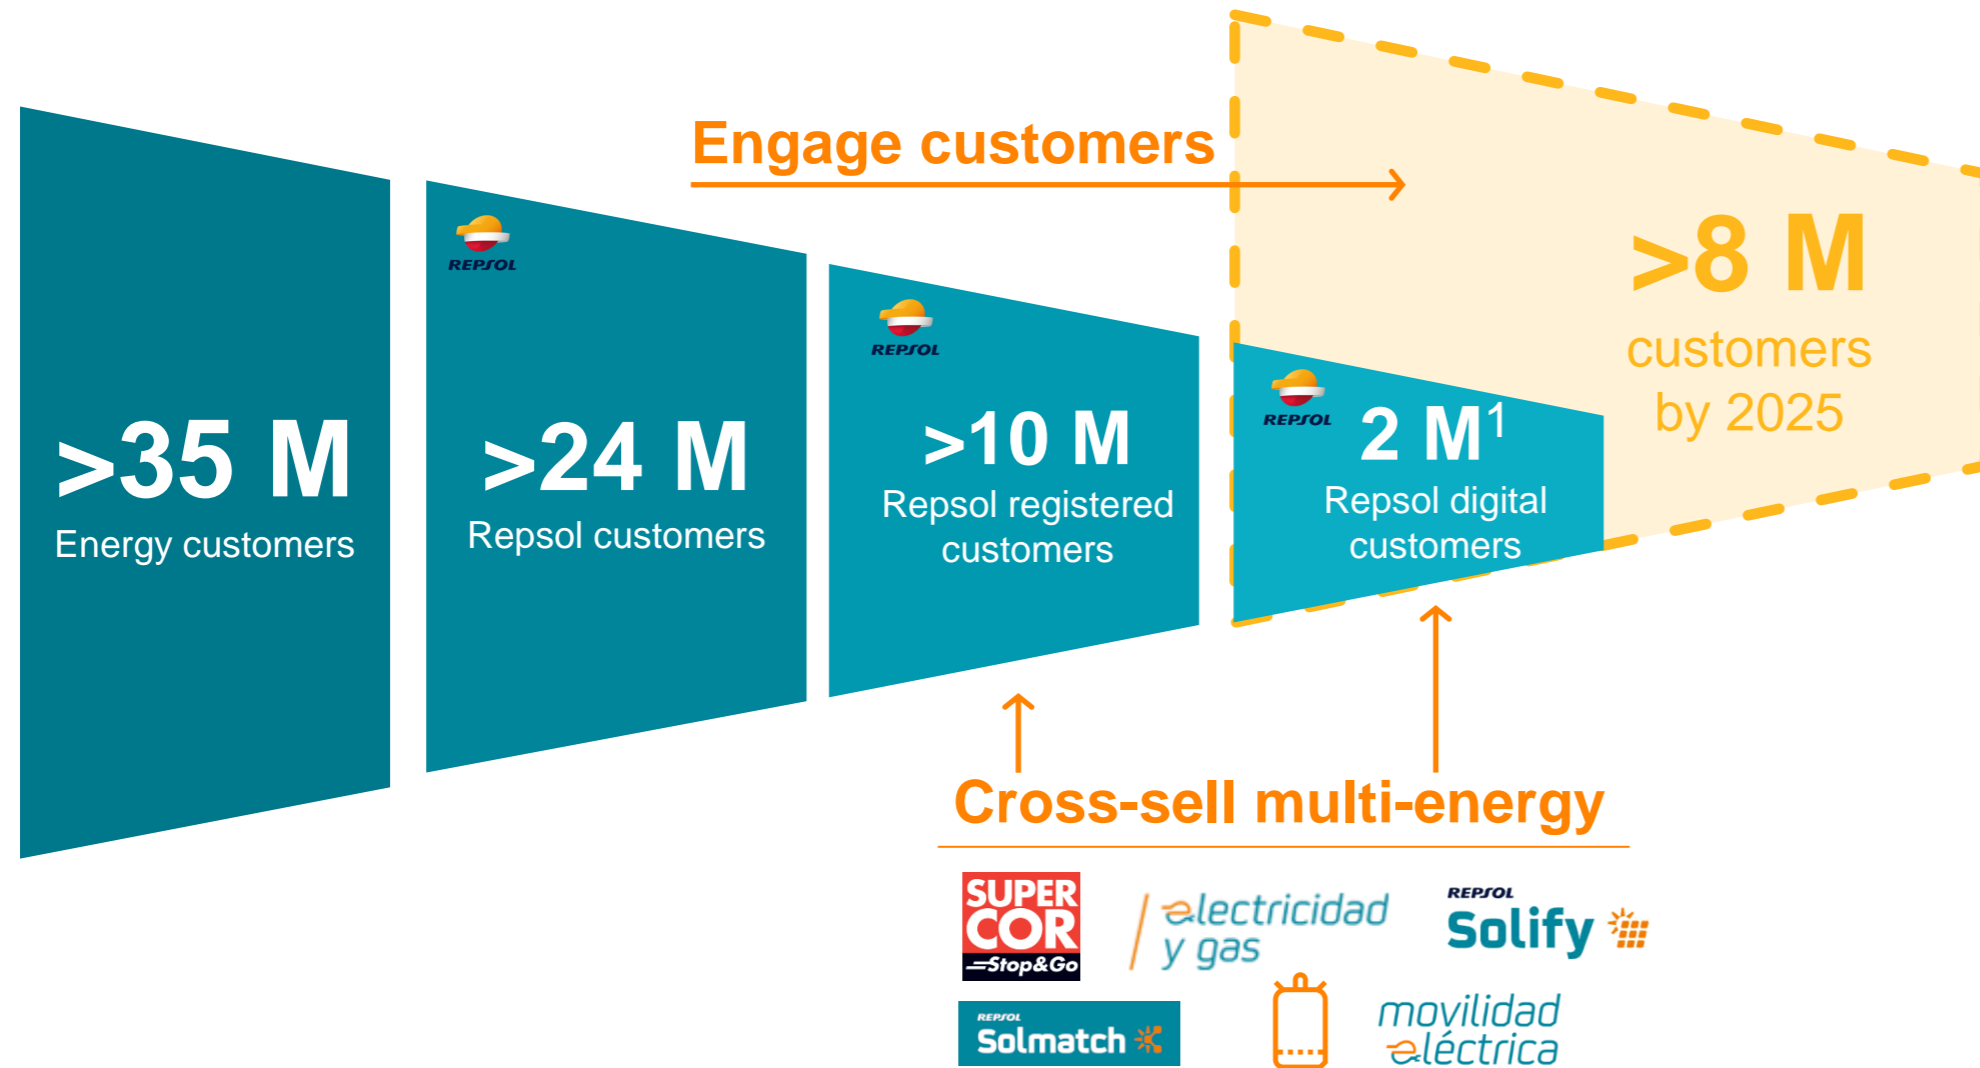 Engage customers
>8 M
customers
by 2025
>35 M
Energy customers
REPSOL
>24 M
Repsol customers
REPSOL
>10 M
Repsol registered
customers
REPSOL
2 M¹
Repsol digital
customers
Cross-sell multi-energy
SUPER
COR
Stop&Go
electricidad
y gas
REPSOL
Solify
REPSOL
Solmatch
movilidad
eléctrica